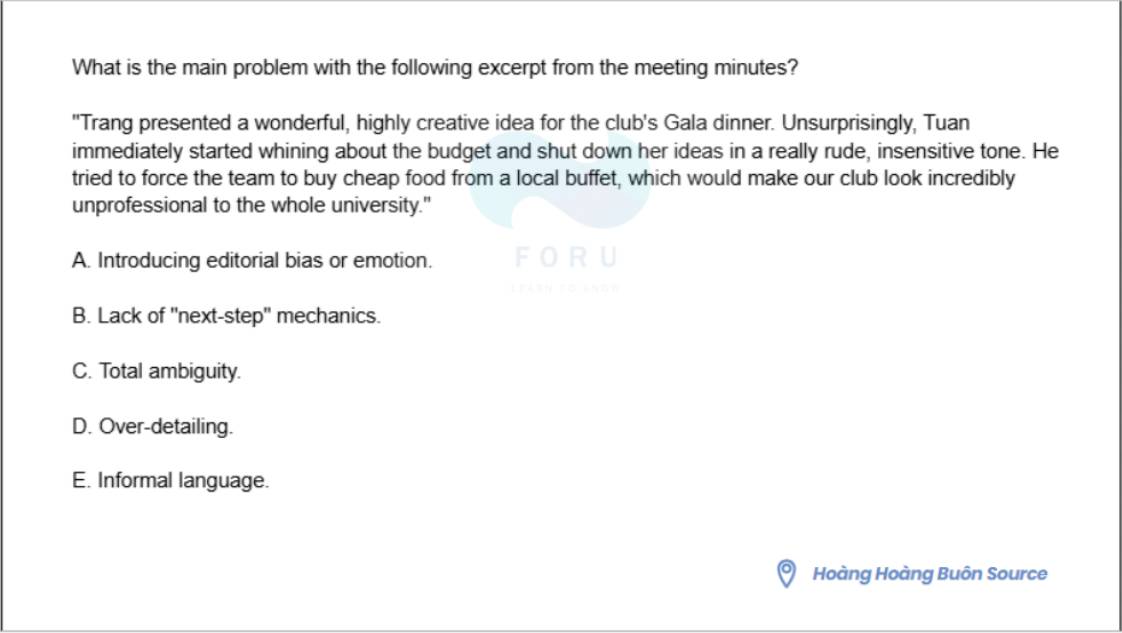 What is the main problem with the following excerpt from the meeting minutes?
"Trang presented a wonderful, highly creative idea for the club's Gala dinner. Unsurprisingly, Tuan
immediately started whining about the budget and shut down her ideas in a really rude, insensitive tone. He
tried to force the team to buy cheap food from a local buffet, which would make our club look incredibly
unprofessional to the whole university."
A. Introducing editorial bias or emotion.
FORU
LEARN TO KNOW
B. Lack of "next-step" mechanics.
C. Total ambiguity.
D. Over-detailing.
E. Informal language.
Hoàng Hoàng Buôn Source